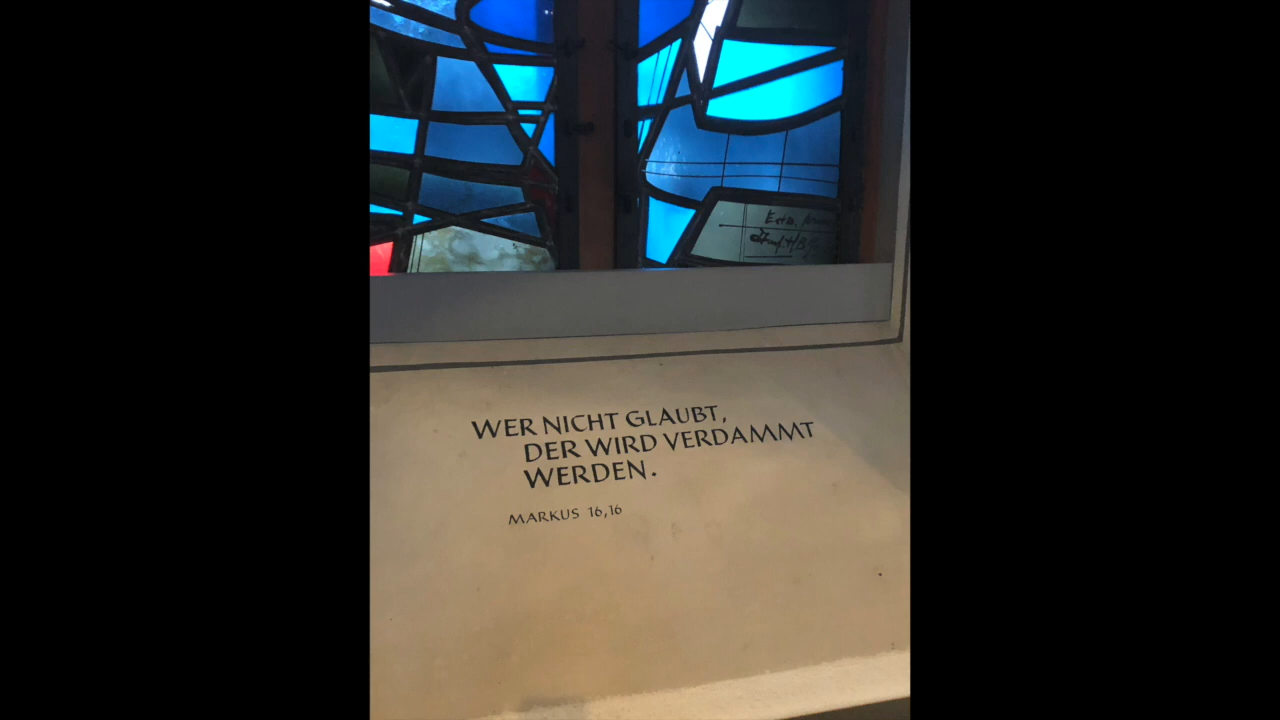 WER NICHT GLAUBT,
DER WIRD VERDAMMT
WERDEN.
MARKUS 16,16